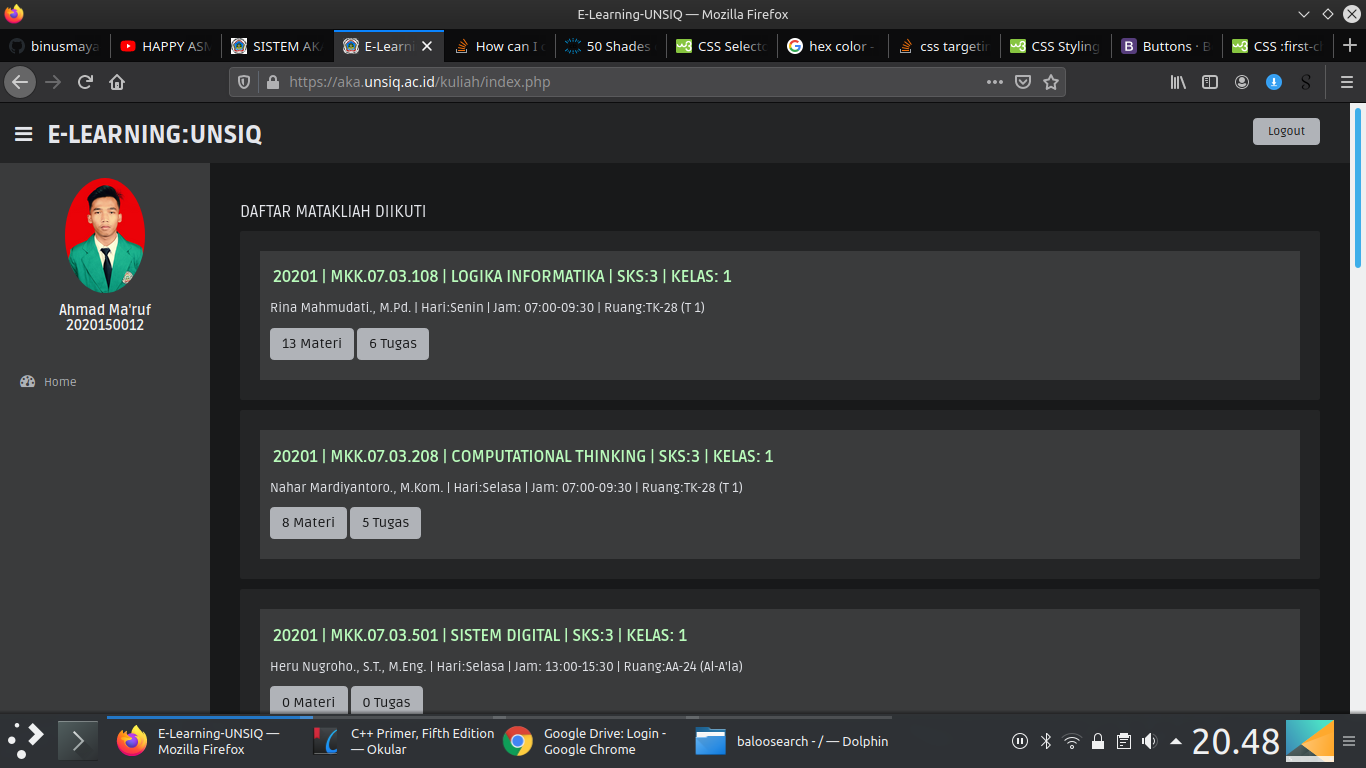 E-Learning-UNSIQ — Mozilla Firefox
binusmaya
HAPPY ASM
SISTEM AKA
E-Learni
How can I c
50 Shades
CSS Selecto
hex color -
css targetin
CSS Styling
Buttons · B
CSS :first-ch
https://aka.unsiq.ac.id/kuliah/index.php
E-LEARNING:UNSIQ
Logout
Ahmad Ma'ruf
2020150012
Home
DAFTAR MATAKLIAH DIIKUTI
20201 | MKK.07.03.108 | LOGIKA INFORMATIKA | SKS:3 | KELAS: 1
Rina Mahmudati., M.Pd. | Hari:Senin | Jam: 07:00-09:30 | Ruang:TK-28 (T 1)
13 Materi 6 Tugas
20201 | MKK.07.03.208 | COMPUTATIONAL THINKING | SKS:3 | KELAS: 1
Nahar Mardiyantoro., M.Kom. | Hari:Selasa | Jam: 07:00-09:30 | Ruang:TK-28 (T 1)
8 Materi 5 Tugas
20201 | MKK.07.03.501 | SISTEM DIGITAL | SKS:3 | KELAS: 1
Heru Nugroho., S.T., M.Eng. | Hari:Selasa | Jam: 13:00-15:30 | Ruang:AA-24 (Al-A'la)
0 Materi 0 Tugas
E-Learning-UNSIQ —
Mozilla Firefox
C++ Primer, Fifth Edition
— Okular
Google Drive: Login -
Google Chrome
baloosearch - / — Dolphin
20.48